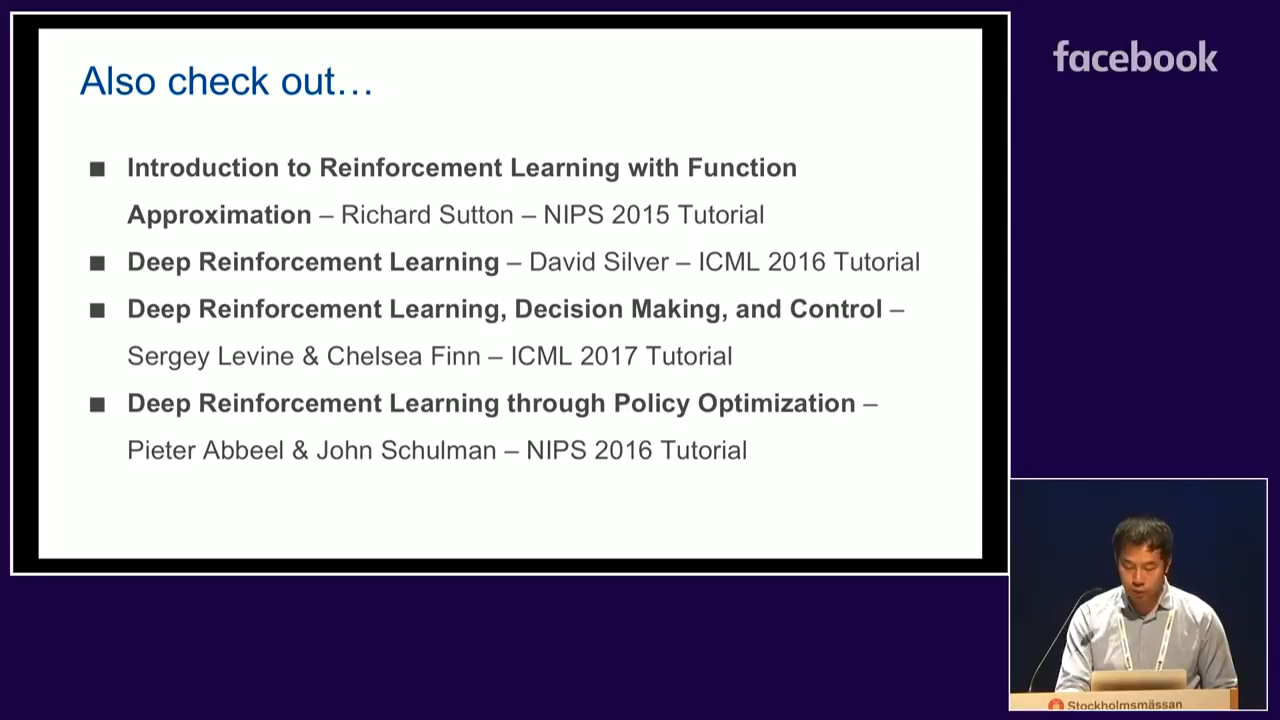 Also check out…
facebook
■ Introduction to Reinforcement Learning with Function
Approximation – Richard Sutton – NIPS 2015 Tutorial
■ Deep Reinforcement Learning – David Silver – ICML 2016 Tutorial
■ Deep Reinforcement Learning, Decision Making, and Control –
Sergey Levine & Chelsea Finn – ICML 2017 Tutorial
■ Deep Reinforcement Learning through Policy Optimization –
Pieter Abbeel & John Schulman – NIPS 2016 Tutorial
Stockholmsmässan